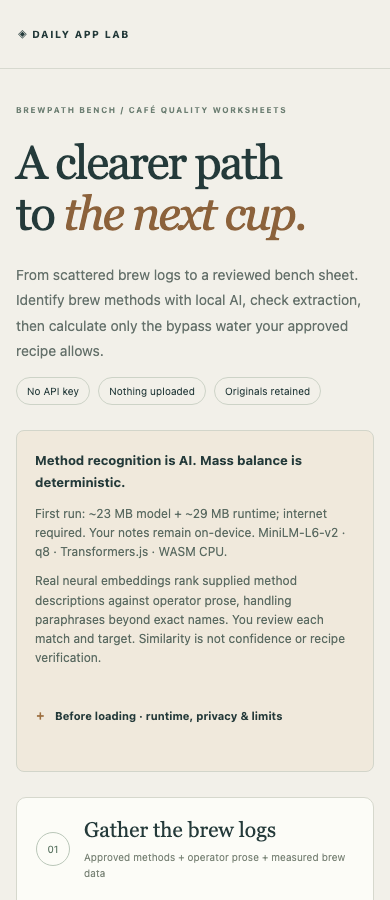 ◈ DAILY APP LAB
BREWPATH BENCH / CAFÉ QUALITY WORKSHEETS
A clearer path
to the next cup.
From scattered brew logs to a reviewed bench sheet.
Identify brew methods with local AI, check extraction,
then calculate only the bypass water your approved
recipe allows.
No API key
Nothing uploaded
Originals retained
Method recognition is AI. Mass balance is
deterministic.
First run: ~23 MB model + ~29 MB runtime; internet
required. Your notes remain on-device. MiniLM-L6-v2 ·
q8 · Transformers.js · WASM CPU.
Real neural embeddings rank supplied method
descriptions against operator prose, handling
paraphrases beyond exact names. You review each
match and target. Similarity is not confidence or recipe
verification.
+ Before loading · runtime, privacy & limits
01
Gather the brew logs
Approved methods + operator prose + measured brew
data